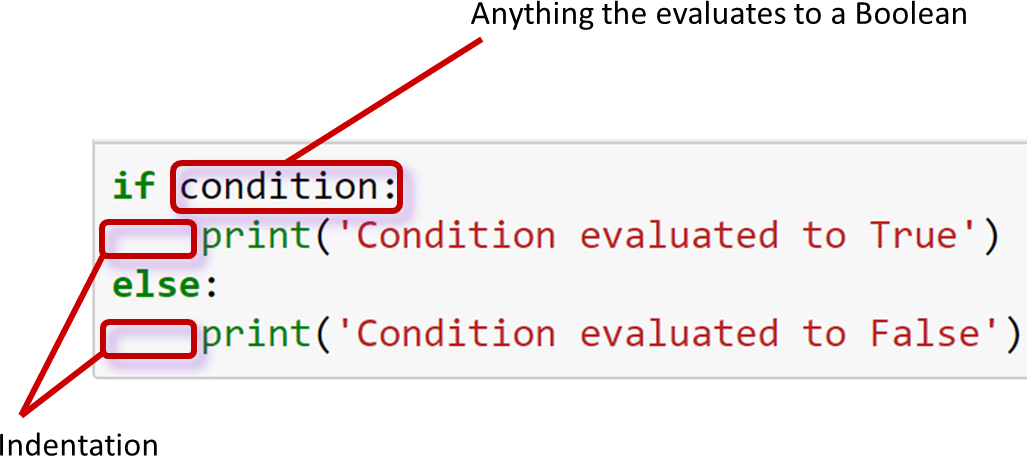 Anything the evaluates to a Boolean
if condition:
print('Condition evaluated to True')
else:
print('Condition evaluated to False')
Indentation